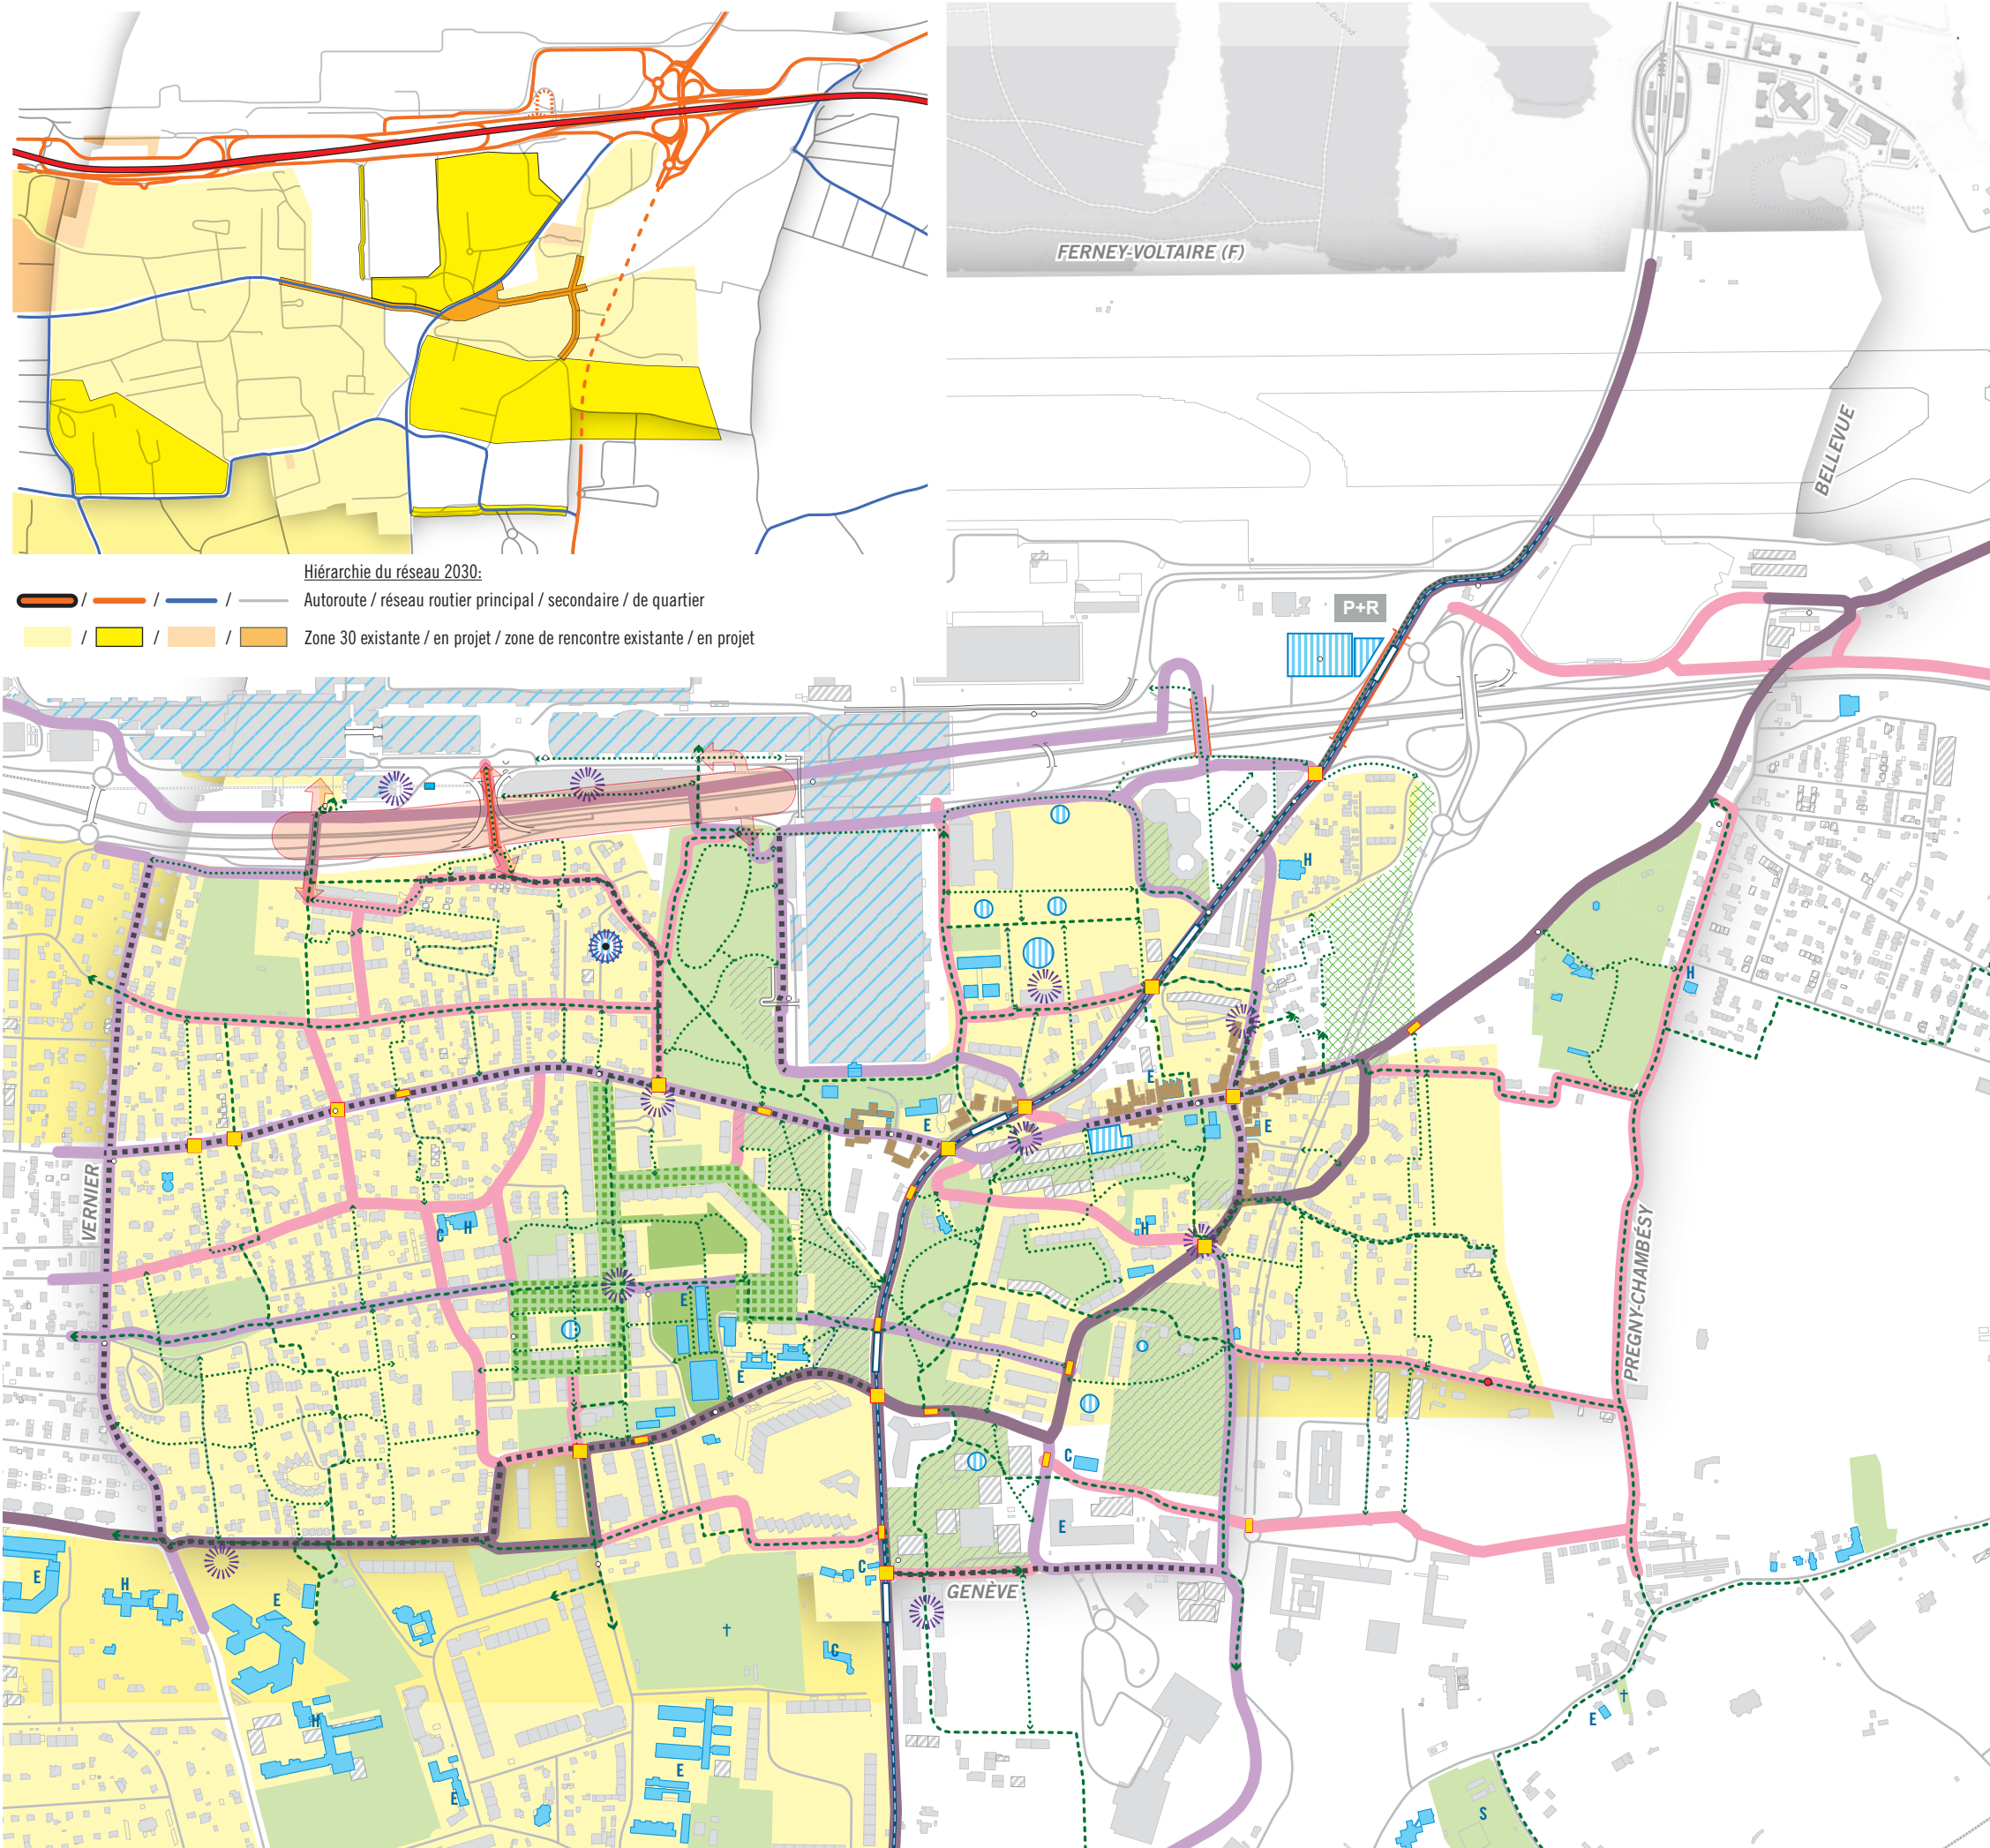 FERNEY-VOLTAIRE (F)
BELLEVUE
Hiérarchie du réseau 2030:
/ / / Autoroute / réseau routier principal / secondaire / de quartier
/ / / Zone 30 existante / en projet / zone de rencontre existante / en projet
P+R
H
H
E
E
E
VERNIER
C H
H
E
E
PREGNY-CHAMBÉSY
C
E
C
GENÈVE
E
H
E
C
H
E
E
E
S